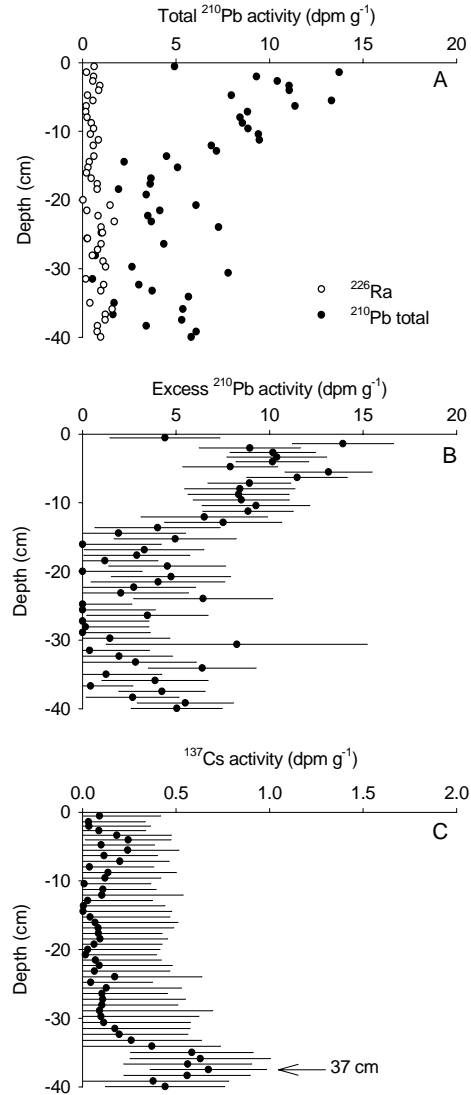 Total ²¹⁰Pb activity (dpm g⁻¹)
0 5 10 15 20
A
0
-10
-20
-30
-40
Depth (cm)
²²⁶Ra
²¹⁰Pb total
Excess ²¹⁰Pb activity (dpm g⁻¹)
0 5 10 15 20
B
0
-10
-20
-30
-40
Depth (cm)
¹³⁷Cs activity (dpm g⁻¹)
0.0 0.5 1.0 1.5 2.0
C
0
-10
-20
-30
-40
Depth (cm)
37 cm